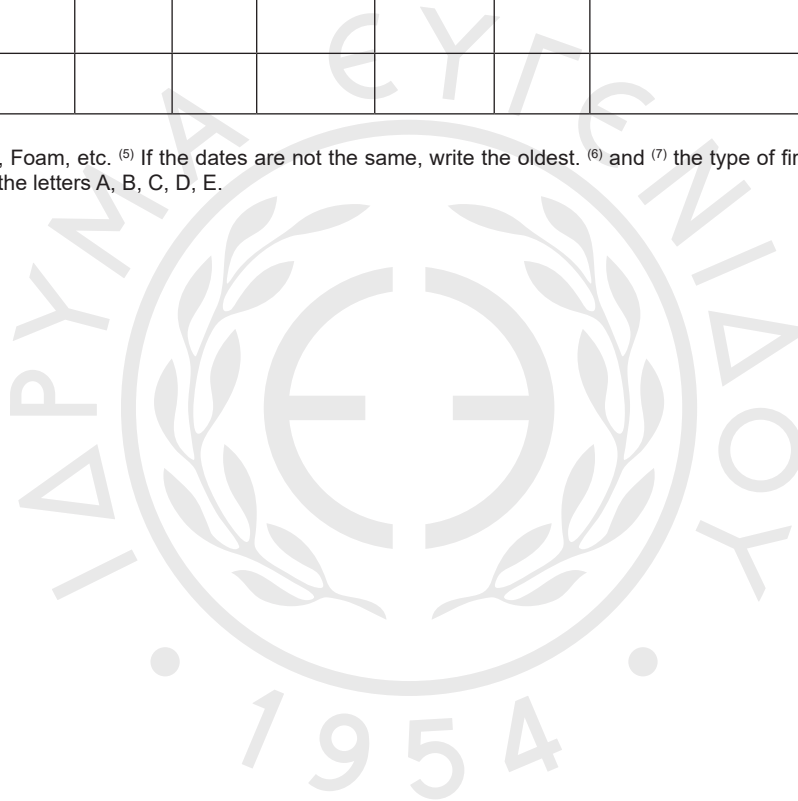 , Foam, etc. (5) If the dates are not the same, write the oldest. (6) and (7) the type of
the letters A, B, C, D, E.
ΙΔΡΥΜΑ ΕΥΓΕΝΙΔΟΥ
1954